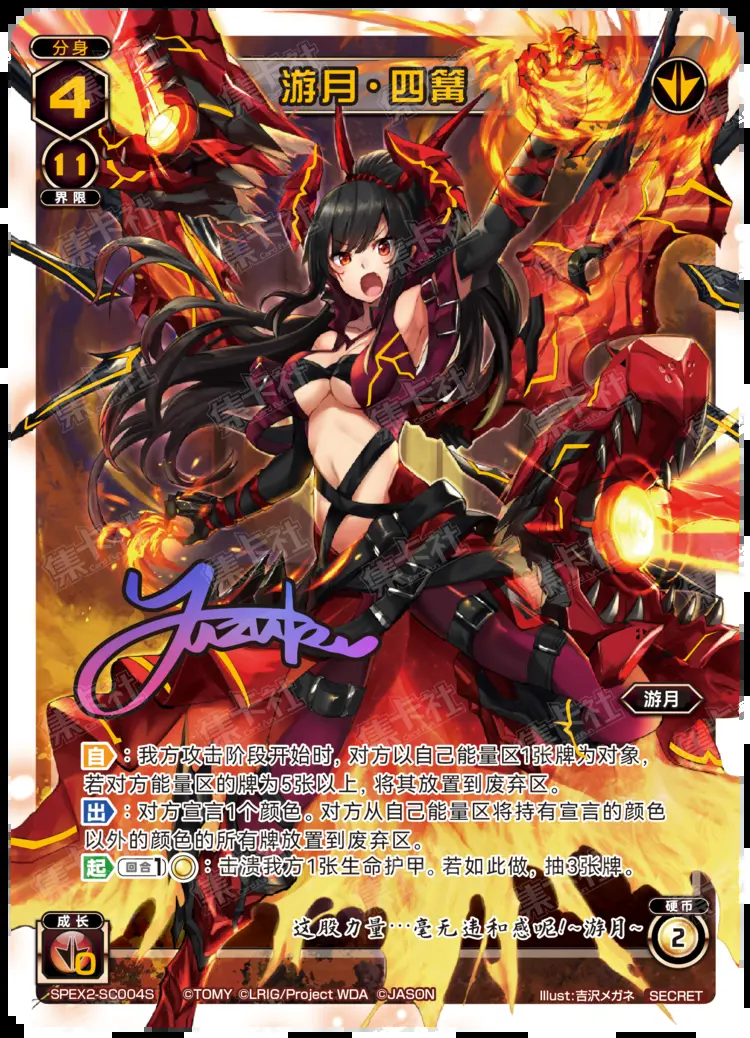 分身
4
游月·四篝
11
界限
Yuzuki
游月
自：我方攻击阶段开始时，对方以自己能量区1张牌为对象，
若对方能量区的牌为5张以上，将其放置到废弃区。
出：对方宣言1个颜色。对方从自己能量区将持有宣言的颜色
以外的颜色的所有牌放置到废弃区。
起 回合1：击溃我方1张生命护甲。若如此做，抽3张牌。
成长
0
这股力量…毫无违和感呢!~游月~
硬币
2
SPEX2-SC004S ©TOMY ©LRIG/Project WDA ©JASON
Illust:吉沢メガネ SECRET
集卡社